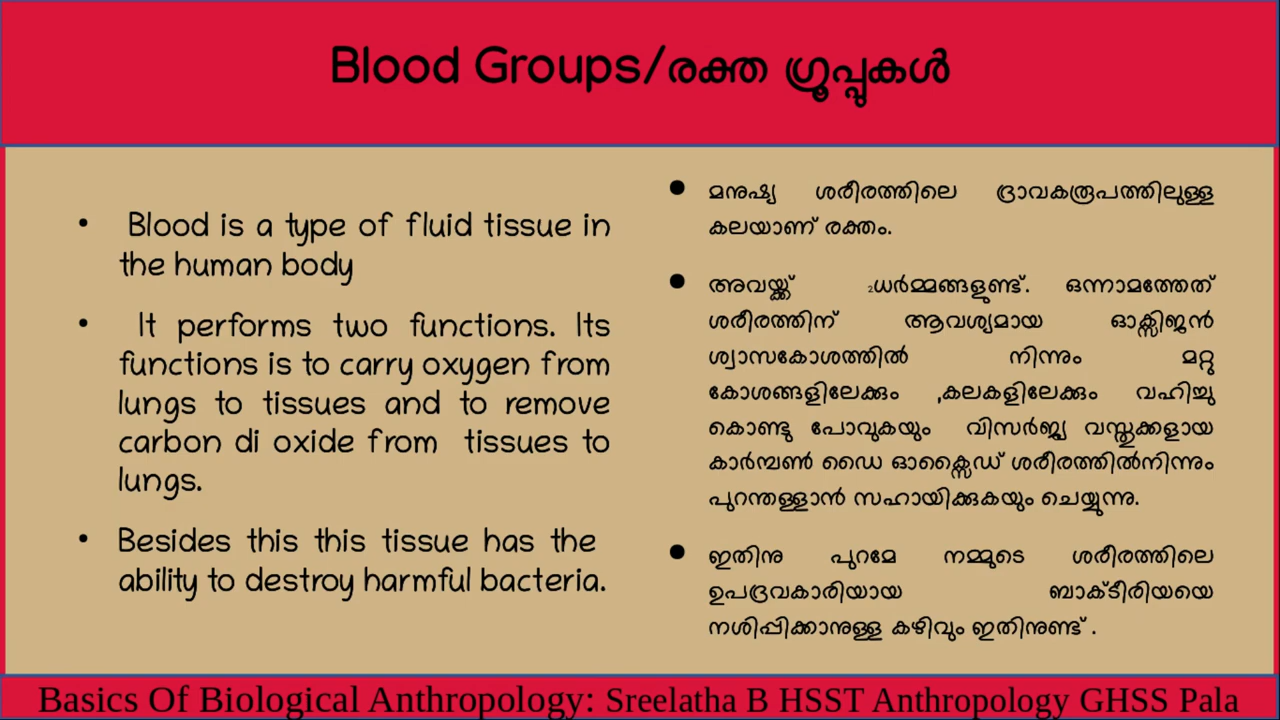 Blood Groups/രക്ത ഗ്രൂപ്പുകൾ
• Blood is a type of fluid tissue in
the human body
• It performs two functions. Its
functions is to carry oxygen from
lungs to tissues and to remove
carbon di oxide from tissues to
lungs.
• Besides this this tissue has the
ability to destroy harmful bacteria.
• മനുഷ്യ ശരീരത്തിലെ ദ്രാവകരൂപത്തിലുള്ള
കലയാണ് രക്തം.
• അവയ്ക്ക് 2ധർമ്മങ്ങളുണ്ട്. ഒന്നാമത്തേത്
ശരീരത്തിന് ആവശ്യമായ ഓക്സിജൻ
ശ്വാസകോശത്തിൽ നിന്നും മറ്റു
കോശങ്ങളിലേക്കും ,കലകളിലേക്കും വഹിച്ചു
കൊണ്ടു പോവുകയും വിസർജ്യ വസ്തുക്കളായ
കാർമ്പൺ ഡൈ ഓക്സൈഡ് ശരീരത്തിൽനിന്നും
പുറന്തള്ളാൻ സഹായിക്കുകയും ചെയ്യുന്നു.
• ഇതിനു പുറമേ നമ്മുടെ ശരീരത്തിലെ
ഉപദ്രവകാരിയായ ബാക്ടീരിയയെ
നശിപ്പിക്കാനുള്ള കഴിവും ഇതിനുണ്ട് .
Basics Of Biological Anthropology: Sreelatha B HSST Anthropology GHSS Pala